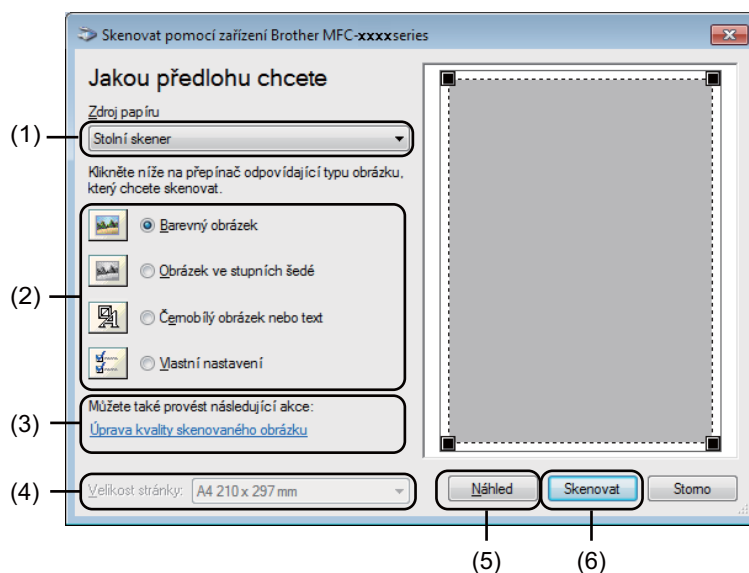 Skenovat pomocí zařízení Brother MFC-xxxxseries
Jakou předlohu chcete
Zdroj papíru
(1)
Stolní skener
Klikněte níže na přepínač odpovídající typu obrázku,
který chcete skenovat.
Barevný obrázek
Obrázek ve stupních šedé
(2)
Černobílý obrázek nebo text
Vlastní nastavení
Můžete také provést následující akce:
(3)
Úprava kvality skenovaného obrázku
(4)
Velikost stránky: A4 210 x 297 mm
Náhled Skenovat Storno
(5) (6)